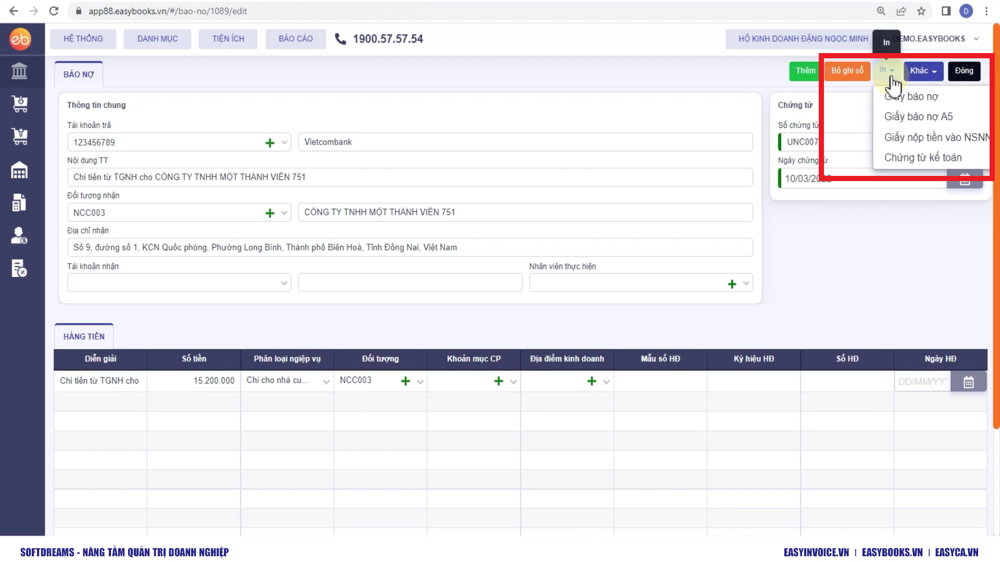 app88.easybooks.vn/#/bao-no/1089/edit
D
eb
HỆ THỐNG
DANH MỤC
TIỆN ÍCH
BÁO CÁO
1900.57.57.54
HỘ KINH DOANH ĐẶNG NGỌC MINH
In
DEMO.EASYBOOKS
BÁO NỢ
Thêm
Bỏ ghi sổ
In
Khác
Đóng
Giấy báo nợ
Giấy báo nợ A5
Giấy nộp tiền vào NSNN
Chứng từ kế toán
Thông tin chung
Chứng từ
Tài khoản trả
Số chứng từ
123456789
Vietcombank
UNC007
Nội dung TT
Ngày chứng từ
Chi tiền từ TGNH cho CÔNG TY TNHH MỘT THÀNH VIÊN 751
10/03/2022
Đối tượng nhận
NCC003
CÔNG TY TNHH MỘT THÀNH VIÊN 751
Địa chỉ nhận
Số 9, đường số 1, KCN Quốc phòng, Phường Long Bình, Thành phố Biên Hoà, Tỉnh Đồng Nai, Việt Nam
Tài khoản nhận
Nhân viên thực hiện
HÀNG TIỀN
Diễn giải
Số tiền
Phân loại ngiệp vụ
Đối tượng
Khoản mục CP
Địa điểm kinh doanh
Mẫu số HĐ
Ký hiệu HĐ
Số HĐ
Ngày HĐ
Chi tiền từ TGNH cho
15.200.000
Chi cho nhà cu...
NCC003
DD/MM/YY
SOFTDREAMS - NÂNG TẦM QUẢN TRỊ DOANH NGHIỆP
EASYINVOICE.VN | EASYBOOKS.VN | EASYCA.VN